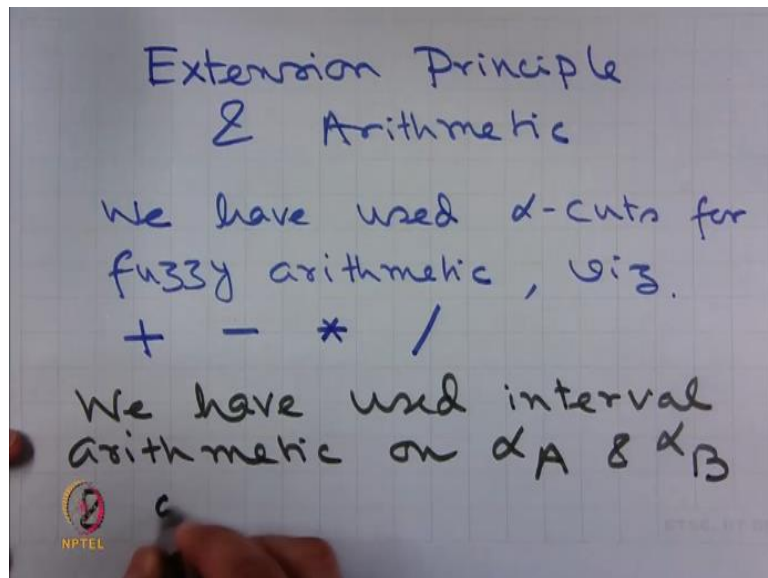 Extension Principle
& Arithmetic
We have used α-cuts for
fuzzy arithmetic, viz.
+ - * /
We have used interval
arithmetic on αA & αB
NPTEL